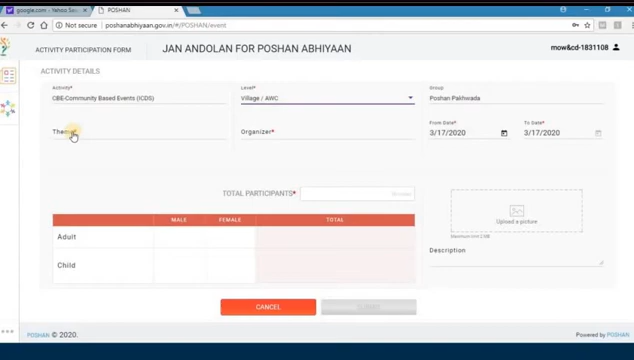 google.com - Yahoo Sea
POSHAN
Not secure | poshanabhiyaan.gov.in/#/POSHAN/event
ACTIVITY PARTICIPATION FORM
JAN ANDOLAN FOR POSHAN ABHIYAAN
mow&cd-1831108
ACTIVITY DETAILS
Activity*
CBE-Community Based Events (ICDS)
Level*
Village / AWC
Group
Poshan Pakhwada
Theme*
Organizer*
From Date*
3/17/2020
To Date*
3/17/2020
TOTAL PARTICIPANTS*
MALE FEMALE TOTAL
Adult
Child
Upload a picture
Description
CANCEL
POSHAN © 2020.
Powered by POSHAN